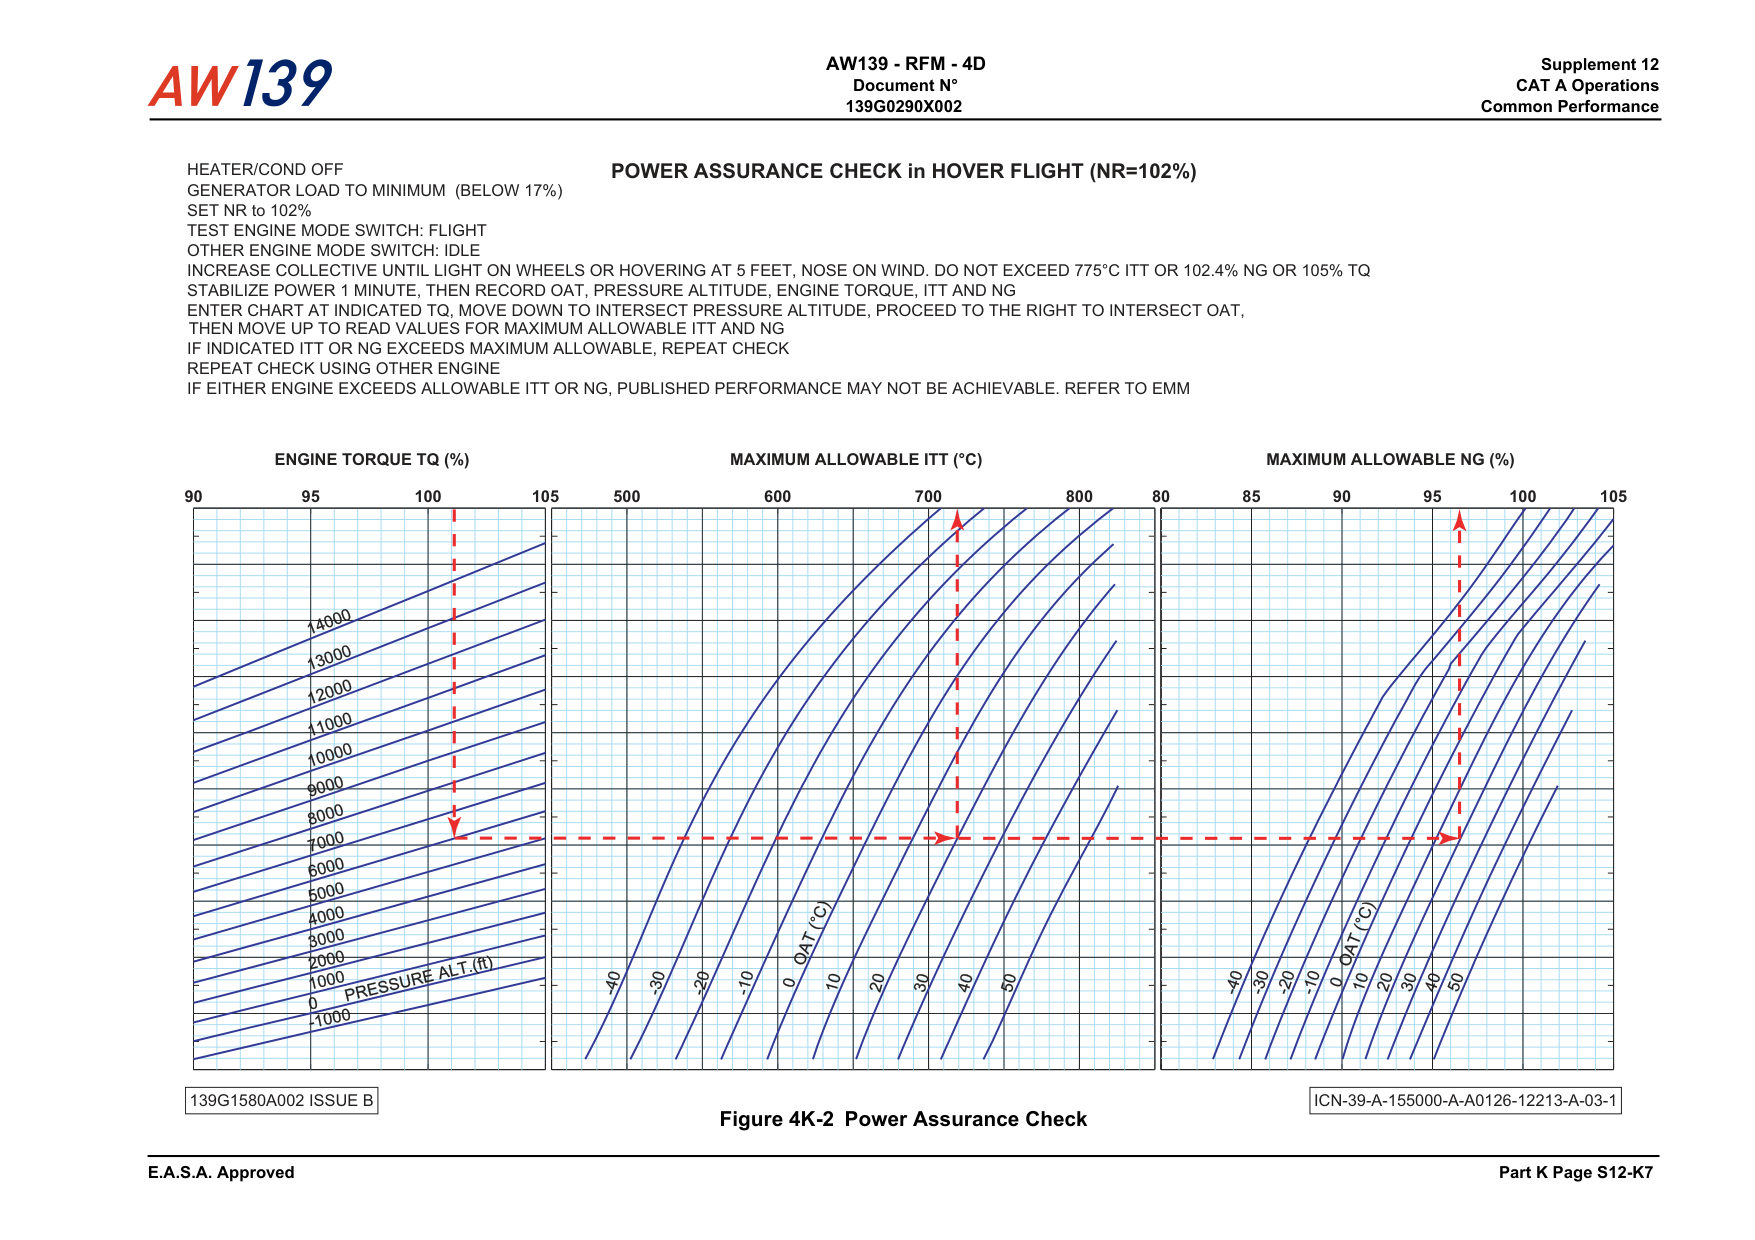 AW139
AW139 - RFM - 4D
Document N°
139G0290X002
Supplement 12
CAT A Operations
Common Performance
HEATER/COND OFF
POWER ASSURANCE CHECK in HOVER FLIGHT (NR=102%)
GENERATOR LOAD TO MINIMUM (BELOW 17%)
SET NR to 102%
TEST ENGINE MODE SWITCH: FLIGHT
OTHER ENGINE MODE SWITCH: IDLE
INCREASE COLLECTIVE UNTIL LIGHT ON WHEELS OR HOVERING AT 5 FEET, NOSE ON WIND. DO NOT EXCEED 775°C ITT OR 102.4% NG OR 105% TQ
STABILIZE POWER 1 MINUTE, THEN RECORD OAT, PRESSURE ALTITUDE, ENGINE TORQUE, ITT AND NG
ENTER CHART AT INDICATED TQ, MOVE DOWN TO INTERSECT PRESSURE ALTITUDE, PROCEED TO THE RIGHT TO INTERSECT OAT,
THEN MOVE UP TO READ VALUES FOR MAXIMUM ALLOWABLE ITT AND NG
IF INDICATED ITT OR NG EXCEEDS MAXIMUM ALLOWABLE, REPEAT CHECK
REPEAT CHECK USING OTHER ENGINE
IF EITHER ENGINE EXCEEDS ALLOWABLE ITT OR NG, PUBLISHED PERFORMANCE MAY NOT BE ACHIEVABLE. REFER TO EMM
ENGINE TORQUE TQ (%)
MAXIMUM ALLOWABLE ITT (°C)
MAXIMUM ALLOWABLE NG (%)
90 95 100 105 500 600 700 800 80 85 90 95 100 105
14000
13000
12000
11000
10000
9000
8000
7000
6000
5000
4000
3000
2000
1000
0
-1000
PRESSURE ALT.(ft)
OAT (°C)
-40 -30 -20 -10 0 10 20 30 40 50
OAT (°C)
-40 -30 -20 -10 0 10 20 30 40 50
139G1580A002 ISSUE B
ICN-39-A-155000-A-A0126-12213-A-03-1
Figure 4K-2 Power Assurance Check
E.A.S.A. Approved
Part K Page S12-K7